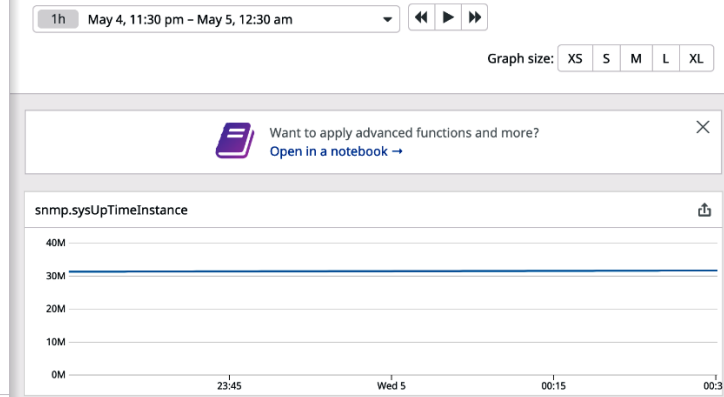 1h May 4, 11:30 pm – May 5, 12:30 am
Graph size: XS S M L XL
Want to apply advanced functions and more?
Open in a notebook →
snmp.sysUpTimeInstance
40M
30M
20M
10M
0M
23:45 Wed 5 00:15 00:3